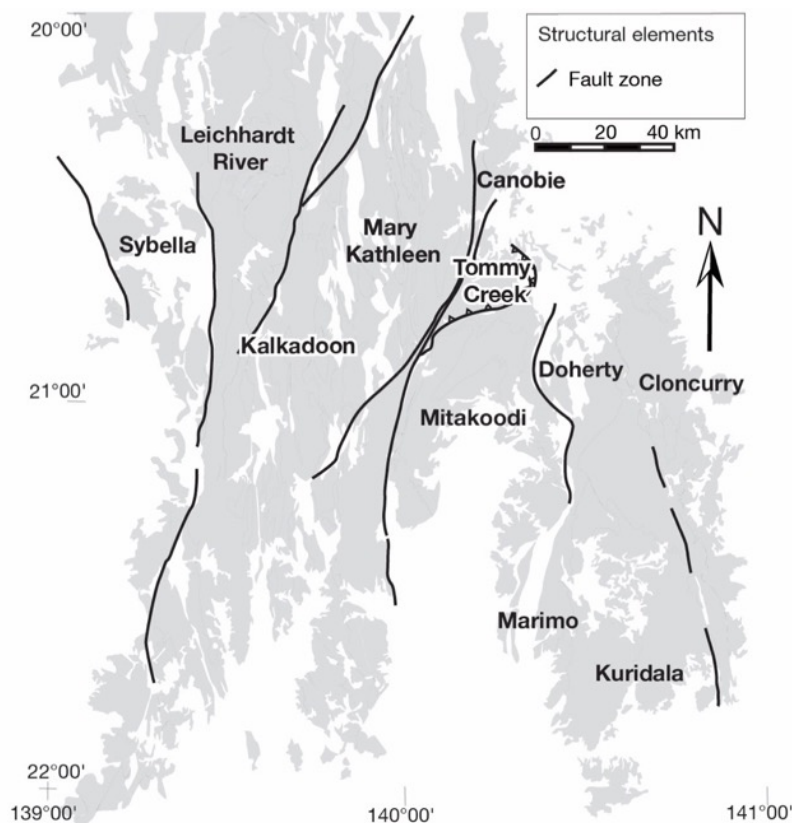 20°00'
Structural elements
Fault zone
0 20 40 km
Leichhardt
River
Canobie
N
Mary
Kathleen
Sybella
Tommy
Creek
Kalkadoon
Doherty
Cloncurry
21°00'
Mitakoodi
Marimo
Kuridala
22°00'
139°00'
140°00'
141°00'